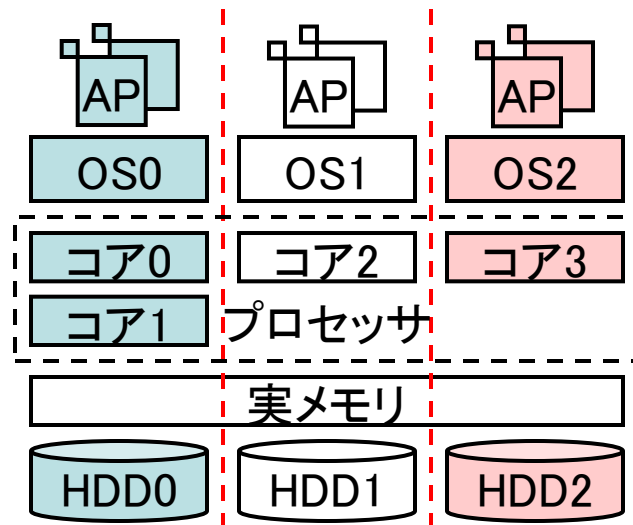 AP AP AP
OS0 OS1 OS2
コア0 コア2 コア3
コア1 プロセッサ
実メモリ
HDD0 HDD1 HDD2